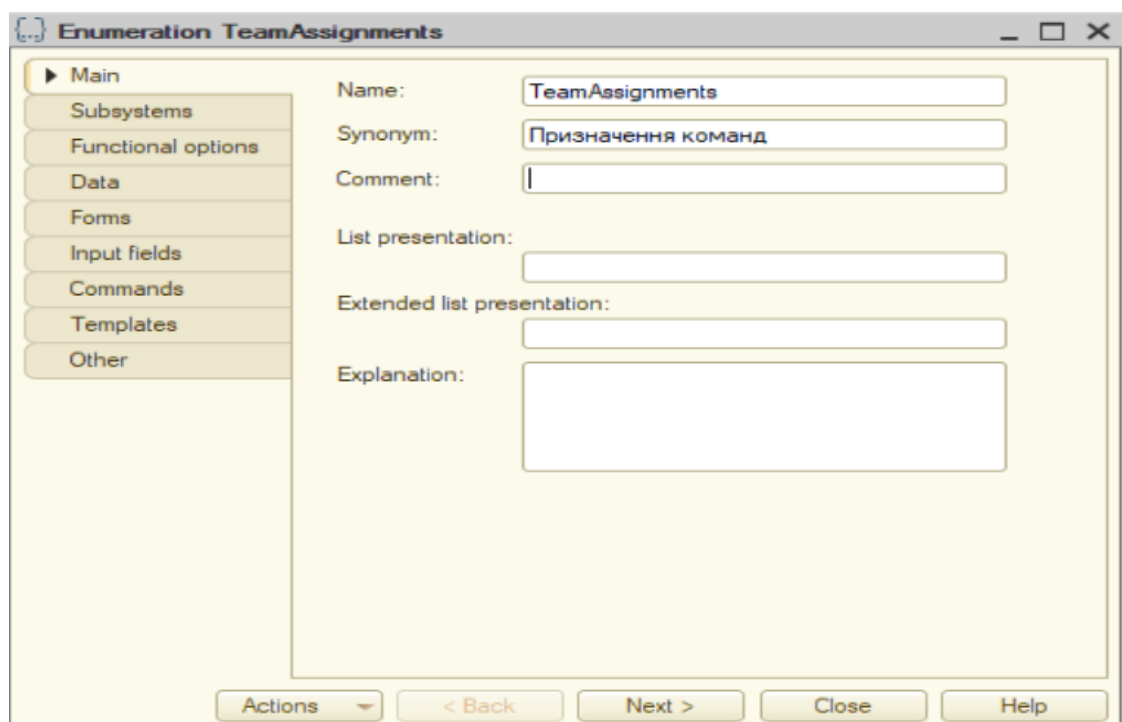 Enumeration TeamAssignments
Main
Subsystems
Functional options
Data
Forms
Input fields
Commands
Templates
Other
Name: TeamAssignments
Synonym: Призначення команд
Comment:
List presentation:
Extended list presentation:
Explanation:
Actions < Back Next > Close Help